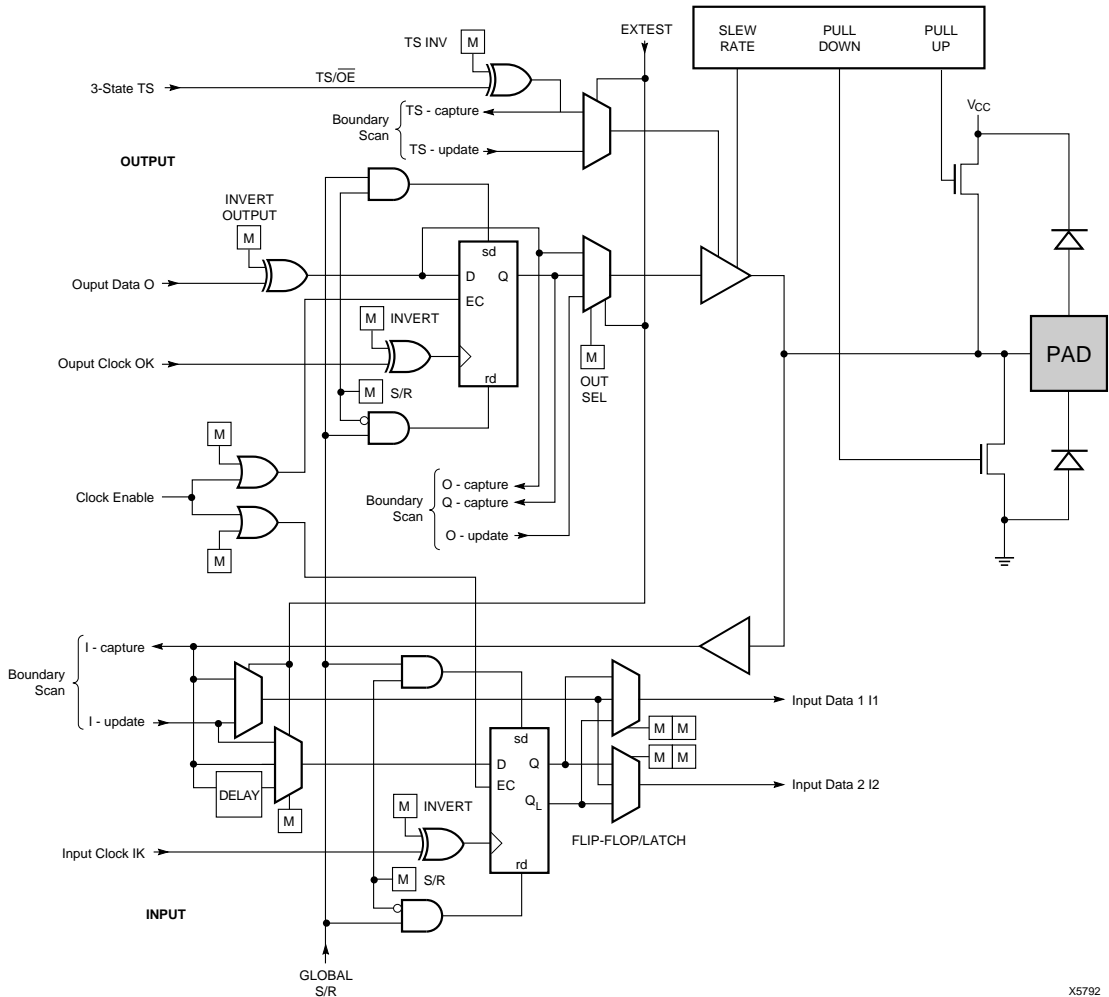 EXTEST
SLEW
RATE
PULL
DOWN
PULL
UP
TS INV
M
TS/OE
3-State TS
VCC
TS - capture
Boundary
Scan
TS - update
OUTPUT
INVERT
OUTPUT
M
sd
D
Q
Ouput Data O
EC
M
INVERT
Ouput Clock OK
M
PAD
rd
OUT
SEL
M
S/R
M
Clock Enable
O - capture
Boundary
Scan
Q - capture
O - update
M
I - capture
Boundary
Scan
I - update
Input Data 1 I1
M
M
sd
M
M
D
Q
EC
Input Data 2 I2
DELAY
QL
M
M
INVERT
FLIP-FLOP/LATCH
Input Clock IK
rd
M
S/R
INPUT
GLOBAL
S/R
X5792